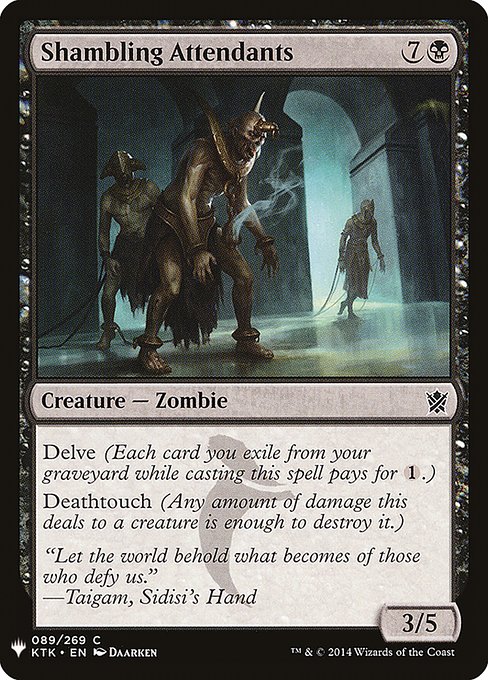 Shambling Attendants 7
Creature — Zombie
Delve (Each card you exile from your
graveyard while casting this spell pays for 1.)
Deathtouch (Any amount of damage this
deals to a creature is enough to destroy it.)
“Let the world behold what becomes of those
who defy us.”
—Taigam, Sidisi’s Hand
3/5
089/269 C
KTK • EN DAARKEN
™ & © 2014 Wizards of the Coast